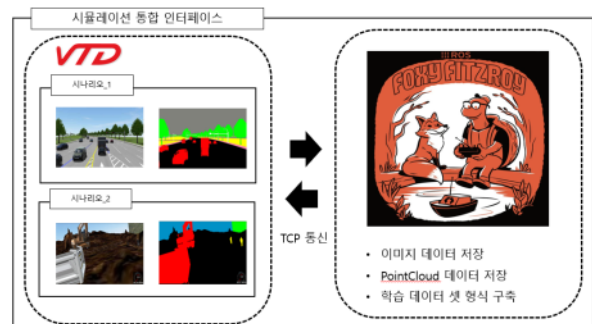 시뮬레이션 통합 인터페이스
VTD
시나리오_1
시나리오_2
TCP 통신
ROS
FOXY FITZROY
• 이미지 데이터 저장
• PointCloud 데이터 저장
• 학습 데이터 셋 형식 구축